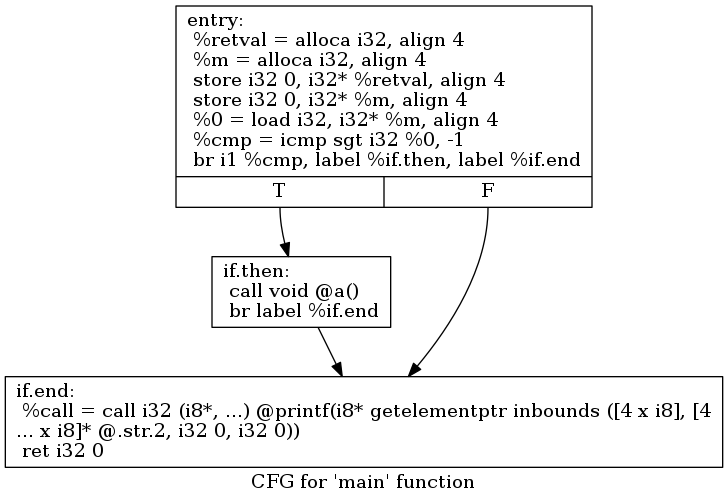 entry:
%retval = alloca i32, align 4
%m = alloca i32, align 4
store i32 0, i32* %retval, align 4
store i32 0, i32* %m, align 4
%0 = load i32, i32* %m, align 4
%cmp = icmp sgt i32 %0, -1
br i1 %cmp, label %if.then, label %if.end
T F
if.then:
call void @a()
br label %if.end
if.end:
%call = call i32 (i8*, ...) @printf(i8* getelementptr inbounds ([4 x i8], [4
... x i8]* @.str.2, i32 0, i32 0))
ret i32 0
CFG for 'main' function